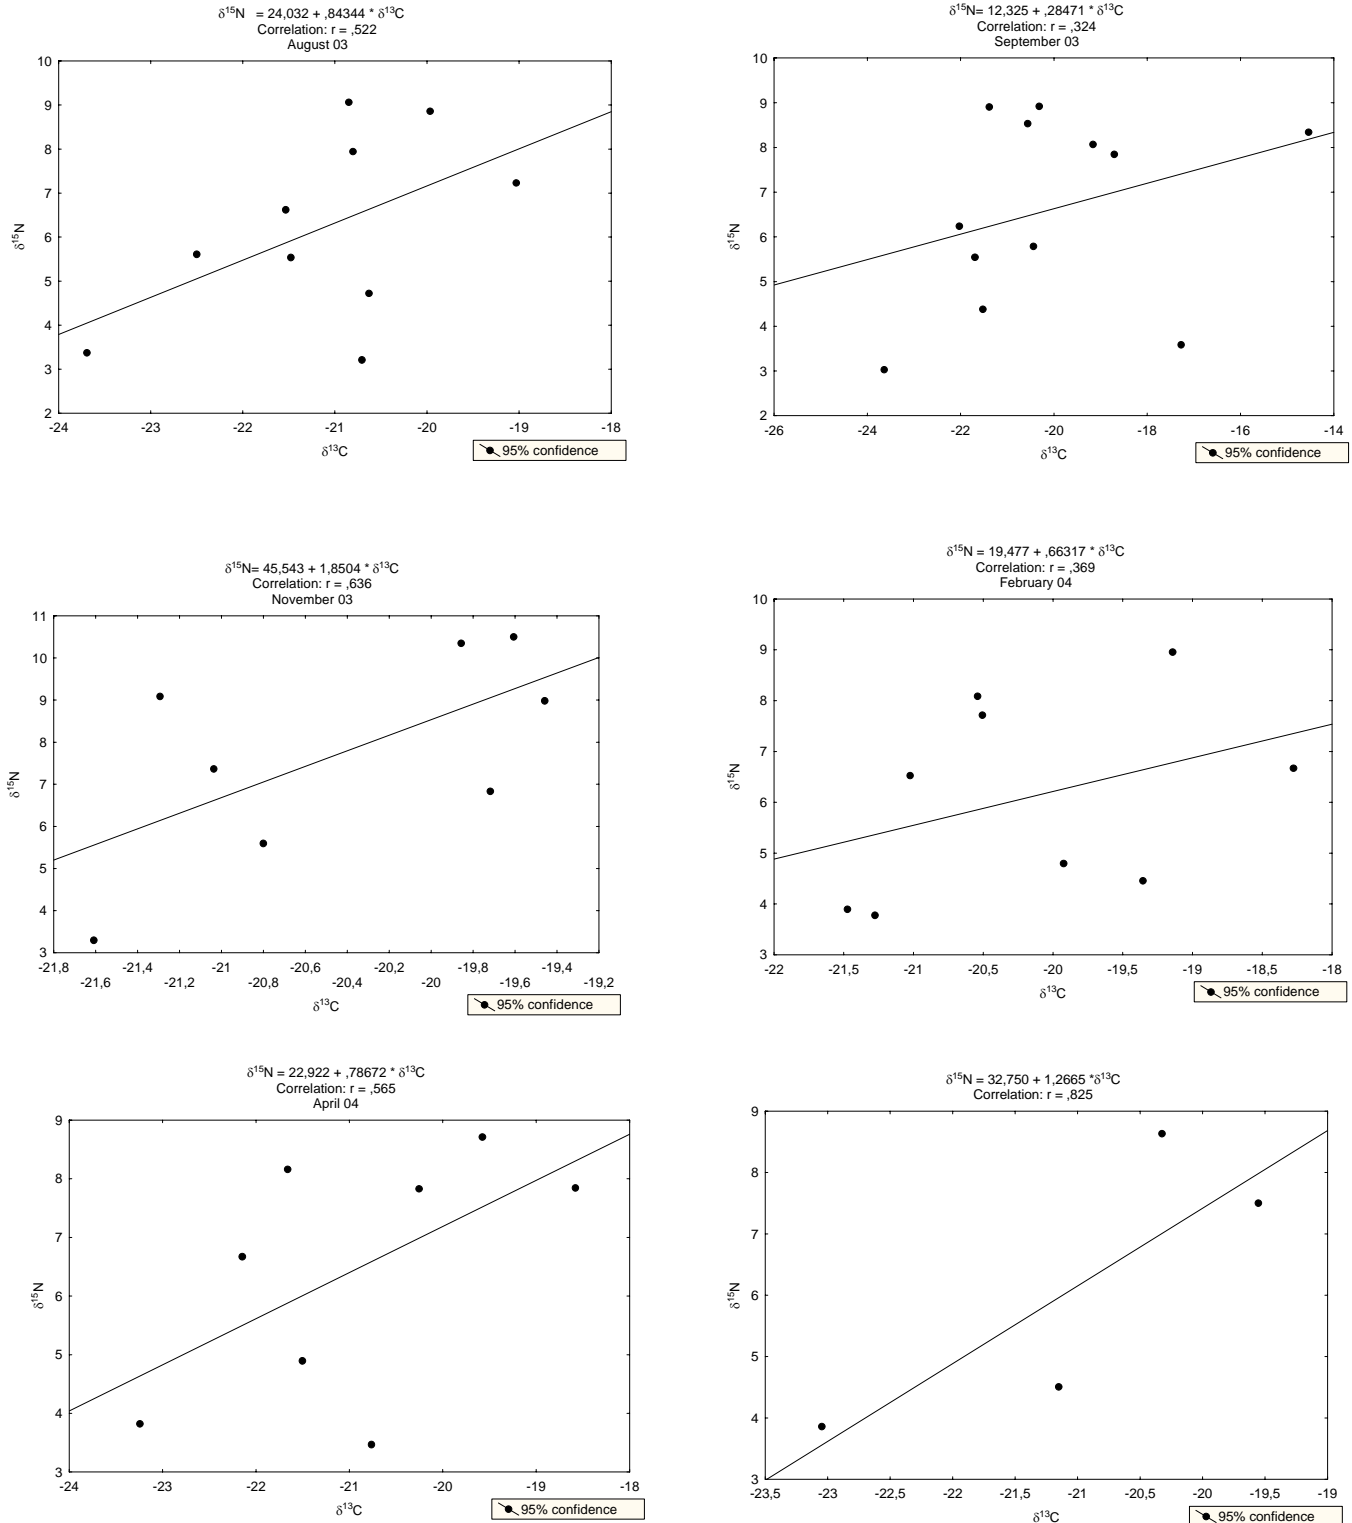 δ¹⁵N = 24,032 + ,84344 * δ¹³C
Correlation: r = ,522
August 03
10
9
8
7
6
5
4
3
2
δ¹⁵N
-24 -23 -22 -21 -20 -19 -18
δ¹³C
95% confidence
δ¹⁵N= 12,325 + ,28471 * δ¹³C
Correlation: r = ,324
September 03
10
9
8
7
6
5
4
3
2
δ¹⁵N
-26 -24 -22 -20 -18 -16 -14
δ¹³C
95% confidence
δ¹⁵N= 45,543 + 1,8504 * δ¹³C
Correlation: r = ,636
November 03
11
10
9
8
7
6
5
4
3
δ¹⁵N
-21,8 -21,4 -21 -20,6 -20,2 -19,8 -19,4
-21,6 -21,2 -20,8 -20,4 -20 -19,6 -19,2
δ¹³C
95% confidence
δ¹⁵N = 19,477 + ,66317 * δ¹³C
Correlation: r = ,369
February 04
10
9
8
7
6
5
4
3
δ¹⁵N
-22 -21,5 -21 -20,5 -20 -19,5 -19 -18,5 -18
δ¹³C
95% confidence
δ¹⁵N = 22,922 + ,78672 * δ¹³C
Correlation: r = ,565
April 04
9
8
7
6
5
4
3
δ¹⁵N
-24 -23 -22 -21 -20 -19 -18
δ¹³C
95% confidence
δ¹⁵N = 32,750 + 1,2665 *δ¹³C
Correlation: r = ,825
9
8
7
6
5
4
3
δ¹⁵N
-23,5 -23 -22,5 -22 -21,5 -21 -20,5 -20 -19,5 -19
δ¹³C
95% confidence